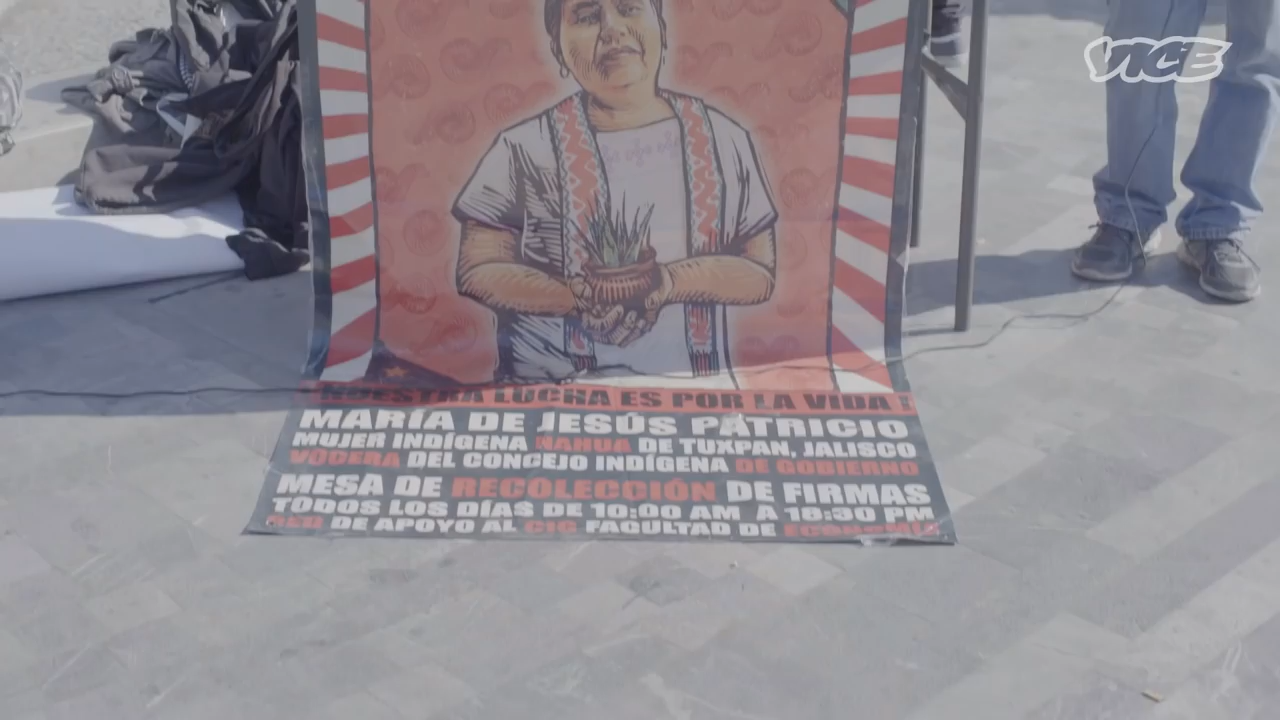 VICE
NUESTRA LUCHA ES POR LA VIDA !
MARÍA DE JESÚS PATRICIO
MUJER INDÍGENA NAHUA DE TUXPAN, JALISCO
VOCERA DEL CONCEJO INDÍGENA DE GOBIERNO
MESA DE RECOLECCIÓN DE FIRMAS
TODOS LOS DÍAS DE 10:00 AM A 18:30 PM
DE APOYO AL CIG FACULTAD DE ECONOMÍA